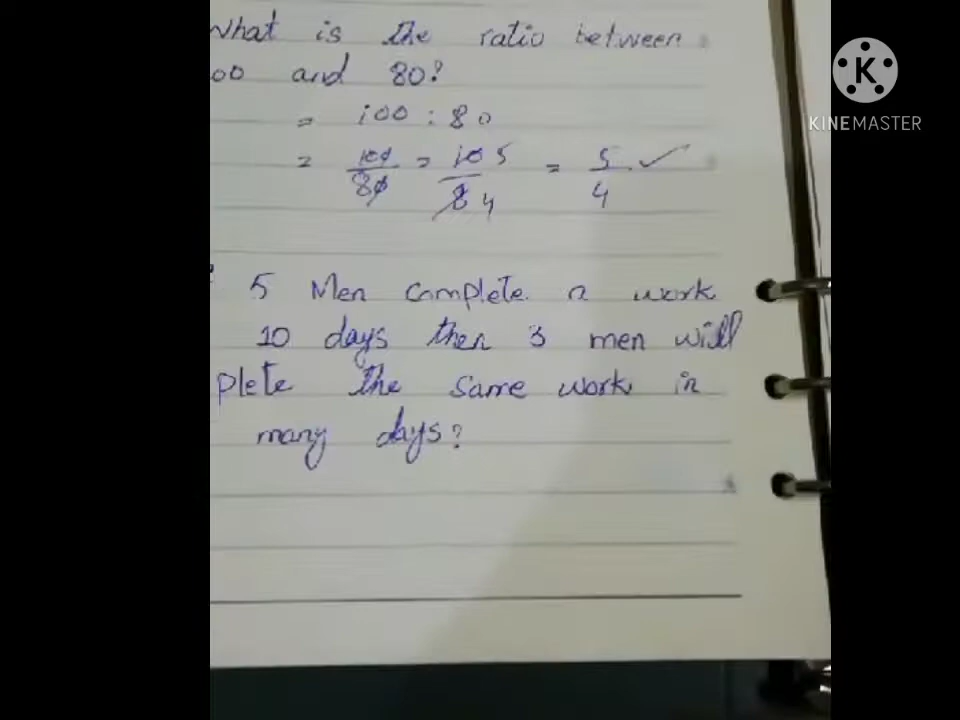 What is the ratio between
00 and 80?
= 100 : 80
= 100/80 = 10 5/8 4 = 5/4 ✓
5 Men complete a work
10 days then 3 men will
plete the same work in
many days?
K
KINEMASTER